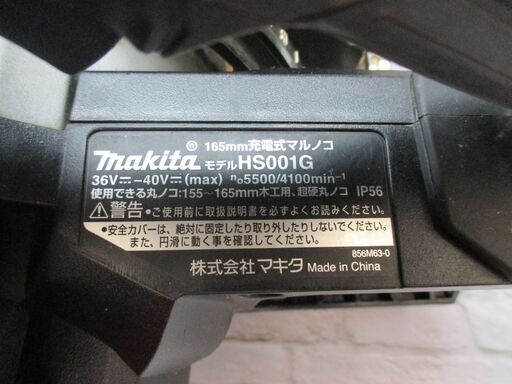 makita® 165mm充電式マルノコ
モデルHS001G
36V⎓-40V⎓(max) n₀5500/4100min⁻¹
使用できる丸ノコ:155~165mm木工用、超硬丸ノコ IP56
⚠警告●ご使用前に取扱説明書を必ずよくお読みください。
●安全カバーは、絶対に固定したり取り外したりしないでください。
また、円滑に動く事を確認してください。
856M63-0
株式会社マキタ Made in China